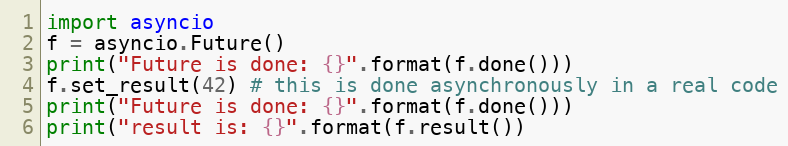 1 import asyncio
2 f = asyncio.Future()
3 print("Future is done: {}".format(f.done()))
4 f.set_result(42) # this is done asynchronously in a real code
5 print("Future is done: {}".format(f.done()))
6 print("result is: {}".format(f.result())